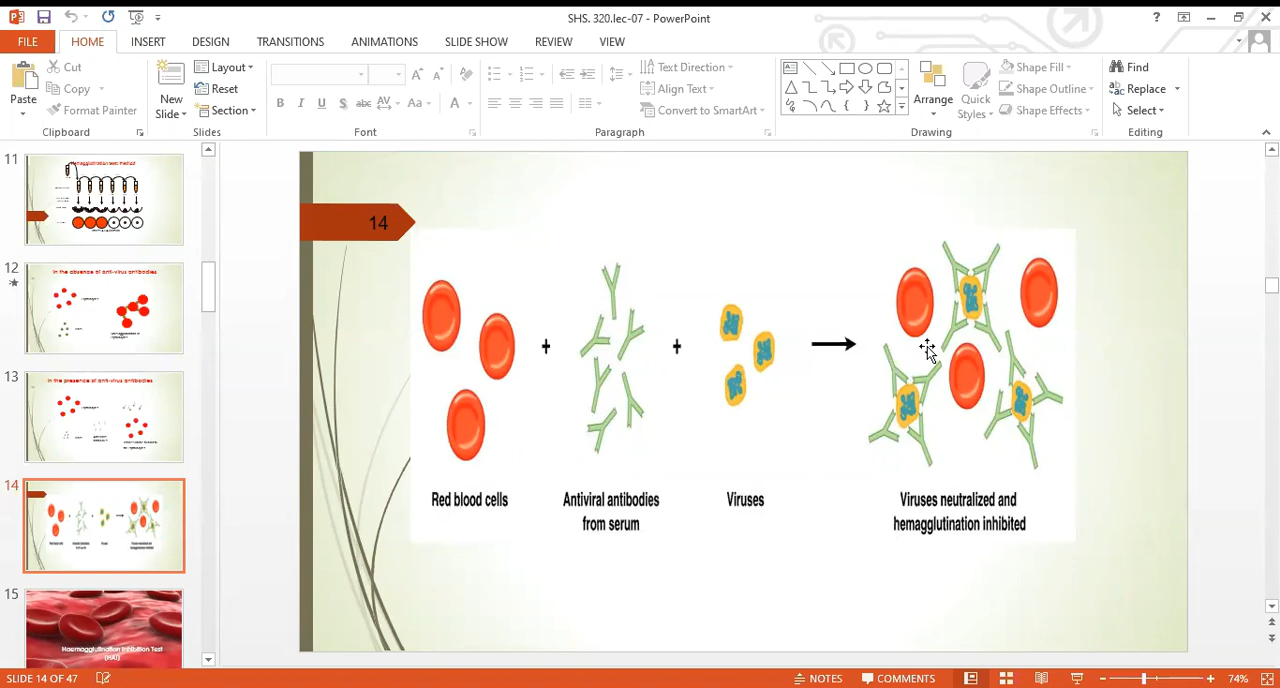 SHS. 320.lec-07 - PowerPoint
FILE HOME INSERT DESIGN TRANSITIONS ANIMATIONS SLIDE SHOW REVIEW VIEW
Paste
Cut
Copy
Format Painter
Clipboard
New
Slide
Layout
Reset
Section
Slides
B I U S abc AV Aa A
Font
Text Direction
Align Text
Convert to SmartArt
Paragraph
Arrange
Quick
Styles
Shape Fill
Shape Outline
Shape Effects
Drawing
Find
Replace
Select
Editing
11
12
In the absence of anti-virus antibodies
13
In the presence of anti-virus antibodies
14
15
Haemagglutination Inhibition Test
(HAI)
14
+ +
Red blood cells
Antiviral antibodies
from serum
Viruses
Viruses neutralized and
hemagglutination inhibited
SLIDE 14 OF 47
NOTES COMMENTS 74%